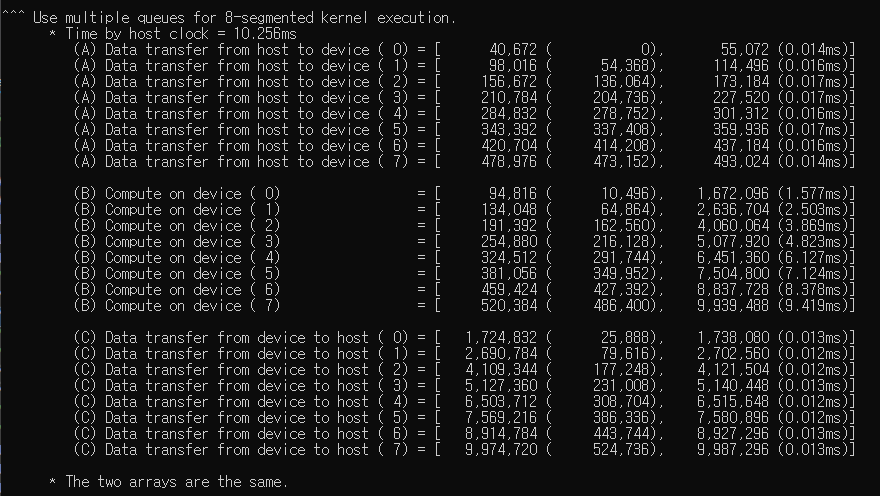 ^^^ Use multiple queues for 8-segmented kernel execution.
* Time by host clock = 10.256ms
(A) Data transfer from host to device ( 0) = [ 40,672 ( 0), 55,072 (0.014ms)]
(A) Data transfer from host to device ( 1) = [ 98,016 ( 54,368), 114,496 (0.016ms)]
(A) Data transfer from host to device ( 2) = [ 156,672 ( 136,064), 173,184 (0.017ms)]
(A) Data transfer from host to device ( 3) = [ 210,784 ( 204,736), 227,520 (0.017ms)]
(A) Data transfer from host to device ( 4) = [ 284,832 ( 278,752), 301,312 (0.016ms)]
(A) Data transfer from host to device ( 5) = [ 343,392 ( 337,408), 359,936 (0.017ms)]
(A) Data transfer from host to device ( 6) = [ 420,704 ( 414,208), 437,184 (0.016ms)]
(A) Data transfer from host to device ( 7) = [ 478,976 ( 473,152), 493,024 (0.014ms)]
(B) Compute on device ( 0) = [ 94,816 ( 10,496), 1,672,096 (1.577ms)]
(B) Compute on device ( 1) = [ 134,048 ( 64,864), 2,636,704 (2.503ms)]
(B) Compute on device ( 2) = [ 191,392 ( 162,560), 4,060,064 (3.869ms)]
(B) Compute on device ( 3) = [ 254,880 ( 216,128), 5,077,920 (4.823ms)]
(B) Compute on device ( 4) = [ 324,512 ( 291,744), 6,451,360 (6.127ms)]
(B) Compute on device ( 5) = [ 381,056 ( 349,952), 7,504,800 (7.124ms)]
(B) Compute on device ( 6) = [ 459,424 ( 427,392), 8,837,728 (8.378ms)]
(B) Compute on device ( 7) = [ 520,384 ( 486,400), 9,939,488 (9.419ms)]
(C) Data transfer from device to host ( 0) = [ 1,724,832 ( 25,888), 1,738,080 (0.013ms)]
(C) Data transfer from device to host ( 1) = [ 2,690,784 ( 79,616), 2,702,560 (0.012ms)]
(C) Data transfer from device to host ( 2) = [ 4,109,344 ( 177,248), 4,121,504 (0.012ms)]
(C) Data transfer from device to host ( 3) = [ 5,127,360 ( 231,008), 5,140,448 (0.013ms)]
(C) Data transfer from device to host ( 4) = [ 6,503,712 ( 308,704), 6,515,648 (0.012ms)]
(C) Data transfer from device to host ( 5) = [ 7,569,216 ( 386,336), 7,580,896 (0.012ms)]
(C) Data transfer from device to host ( 6) = [ 8,914,784 ( 443,744), 8,927,296 (0.013ms)]
(C) Data transfer from device to host ( 7) = [ 9,974,720 ( 524,736), 9,987,296 (0.013ms)]
* The two arrays are the same.